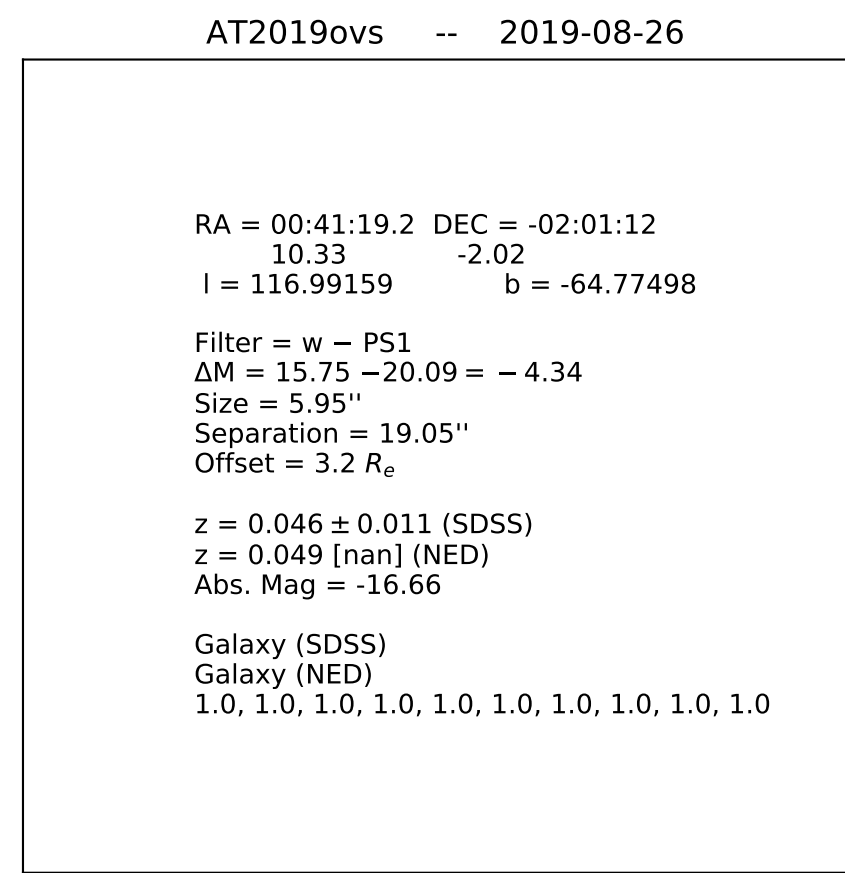 AT2019ovs -- 2019-08-26
RA = 00:41:19.2 DEC = -02:01:12
10.33 -2.02
l = 116.99159 b = -64.77498
Filter = w − PS1
ΔM = 15.75 −20.09 = − 4.34
Size = 5.95''
Separation = 19.05''
Offset = 3.2 Rₑ
z = 0.046 ± 0.011 (SDSS)
z = 0.049 [nan] (NED)
Abs. Mag = -16.66
Galaxy (SDSS)
Galaxy (NED)
1.0, 1.0, 1.0, 1.0, 1.0, 1.0, 1.0, 1.0, 1.0, 1.0